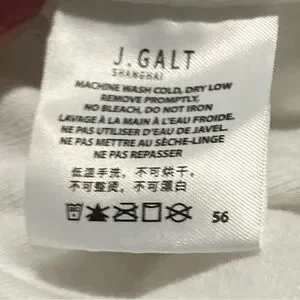 J. GALT
SHANGHAI
MACHINE WASH COLD, DRY LOW
REMOVE PROMPTLY,
NO BLEACH, DO NOT IRON
LAVAGE À LA MAIN À L'EAU FROIDE.
NE PAS UTILISER D'EAU DE JAVEL.
NE PAS METTRE AU SÈCHE-LINGE
NE PAS REPASSER
低温手洗，不可烘干，
不可整烫，不可漂白
56